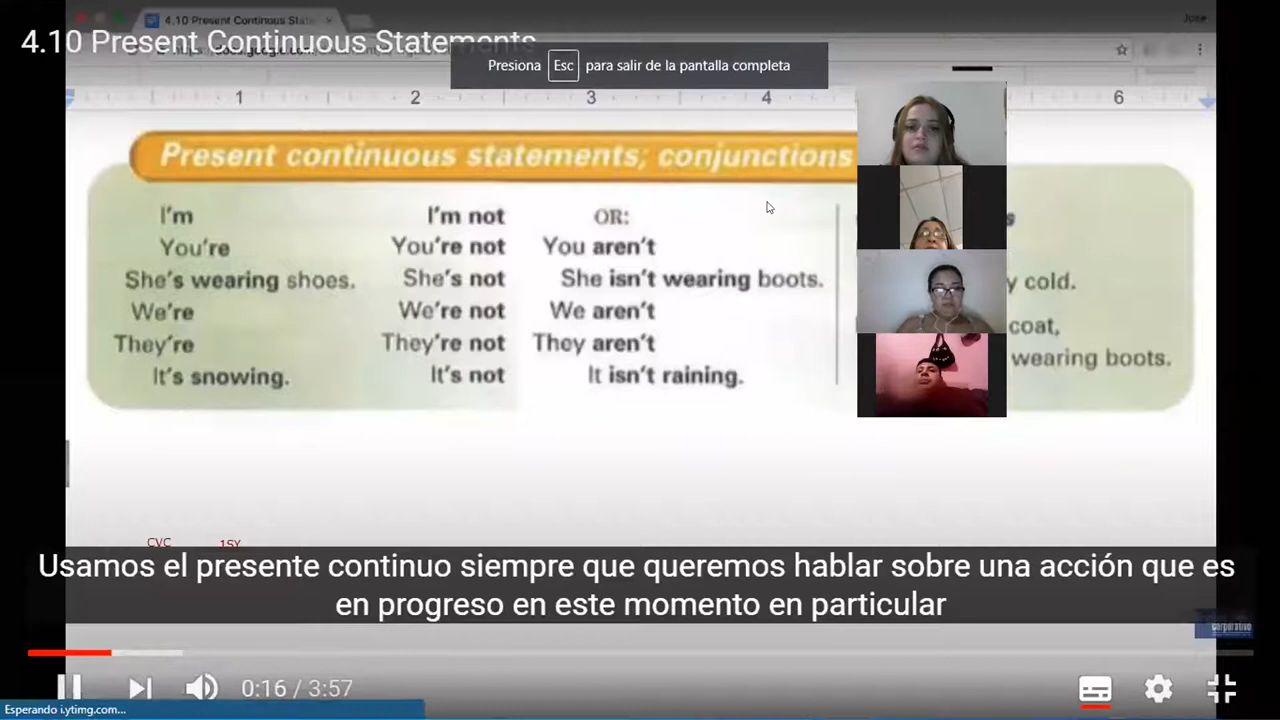 4.10 Present Continuous State
Jose
4.10 Present Continuous Statements
Presiona Esc para salir de la pantalla completa
1 2 3 4 6
Present continuous statements; conjunctions
I'm I'm not OR:
You're You're not You aren't
She's wearing shoes. She's not She isn't wearing boots.
y cold.
We're We're not We aren't
coat,
They're They're not They aren't
wearing boots.
It's snowing. It's not It isn't raining.
CVC 1SY
Usamos el presente continuo siempre que queremos hablar sobre una acción que es
en progreso en este momento en particular
corporativo
0:16 / 3:57
Esperando i.ytimg.com...